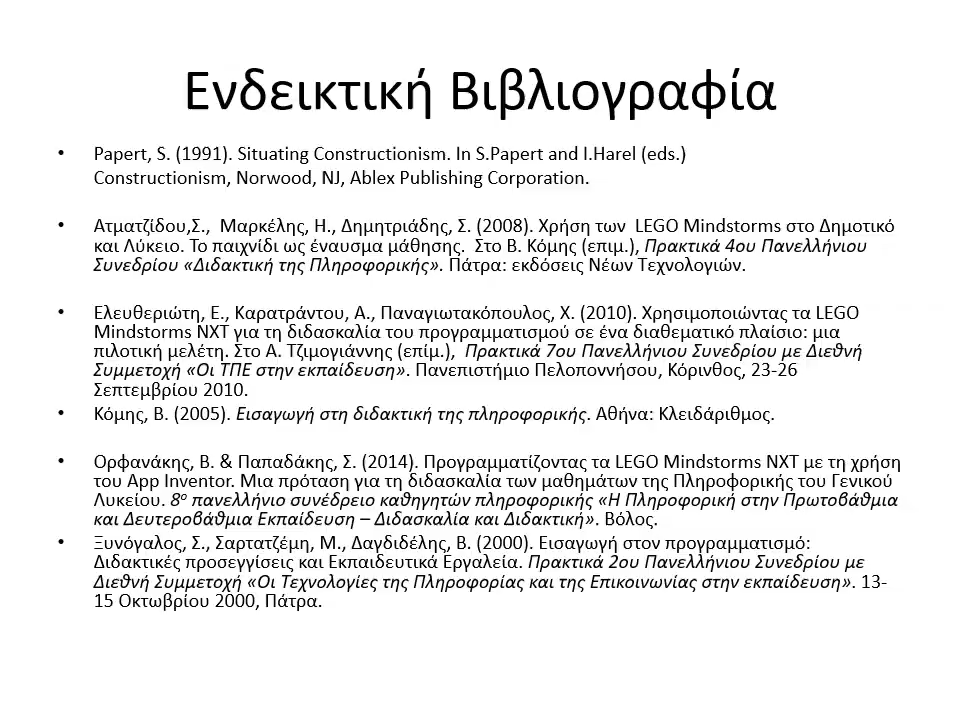 Ενδεικτική Βιβλιογραφία
• Papert, S. (1991). Situating Constructionism. In S.Papert and I.Harel (eds.)
Constructionism, Norwood, NJ, Ablex Publishing Corporation.
• Ατματζίδου,Σ., Μαρκέλης, Η., Δημητριάδης, Σ. (2008). Χρήση των LEGO Mindstorms στο Δημοτικό
και Λύκειο. Το παιχνίδι ως έναυσμα μάθησης. Στο Β. Κόμης (επιμ.), Πρακτικά 4ου Πανελλήνιου
Συνεδρίου «Διδακτική της Πληροφορικής». Πάτρα: εκδόσεις Νέων Τεχνολογιών.
• Ελευθεριώτη, Ε., Καρατράντου, Α., Παναγιωτακόπουλος, Χ. (2010). Χρησιμοποιώντας τα LEGO
Mindstorms NXT για τη διδασκαλία του προγραμματισμού σε ένα διαθεματικό πλαίσιο: μια
πιλοτική μελέτη. Στο Α. Τζιμογιάννης (επίμ.), Πρακτικά 7ου Πανελλήνιου Συνεδρίου με Διεθνή
Συμμετοχή «Οι ΤΠΕ στην εκπαίδευση». Πανεπιστήμιο Πελοποννήσου, Κόρινθος, 23-26
Σεπτεμβρίου 2010.
• Κόμης, Β. (2005). Εισαγωγή στη διδακτική της πληροφορικής. Αθήνα: Κλειδάριθμος.
• Ορφανάκης, Β. & Παπαδάκης, Σ. (2014). Προγραμματίζοντας τα LEGO Mindstorms NXT με τη χρήση
του App Inventor. Μια πρόταση για τη διδασκαλία των μαθημάτων της Πληροφορικής του Γενικού
Λυκείου. 8ο πανελλήνιο συνέδρειο καθηγητών πληροφορικής «Η Πληροφορική στην Πρωτοβάθμια
και Δευτεροβάθμια Εκπαίδευση – Διδασκαλία και Διδακτική». Βόλος.
• Ξυνόγαλος, Σ., Σαρτατζέμη, Μ., Δαγδιδέλης, Β. (2000). Εισαγωγή στον προγραμματισμό:
Διδακτικές προσεγγίσεις και Εκπαιδευτικά Εργαλεία. Πρακτικά 2ου Πανελλήνιου Συνεδρίου με
Διεθνή Συμμετοχή «Οι Τεχνολογίες της Πληροφορίας και της Επικοινωνίας στην εκπαίδευση». 13-
15 Οκτωβρίου 2000, Πάτρα.